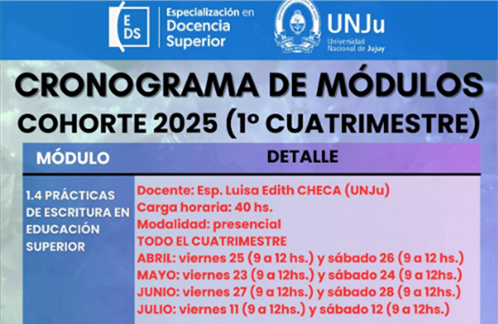 E
DS
Especialización en
Docencia
Superior
UNJu
Universidad
Nacional de Jujuy
CRONOGRAMA DE MÓDULOS
COHORTE 2025 (1° CUATRIMESTRE)
MÓDULO
DETALLE
1.4 PRÁCTICAS
DE ESCRITURA EN
EDUCACIÓN
SUPERIOR
Docente: Esp. Luisa Edith CHECA (UNJu)
Carga horaria: 40 hs.
Modalidad: presencial
TODO EL CUATRIMESTRE
ABRIL: viernes 25 (9 a 12 hs.) y sábado 26 (9 a 12 hs.)
MAYO: viernes 23 (9 a 12hs.) y sábado 24 (9 a 12hs.)
JUNIO: viernes 27 (9 a 12hs.) y sábado 28 (9 a 12hs.)
JULIO: viernes 11 (9 a 12hs.) y sábado 12 (9 a 12hs.)